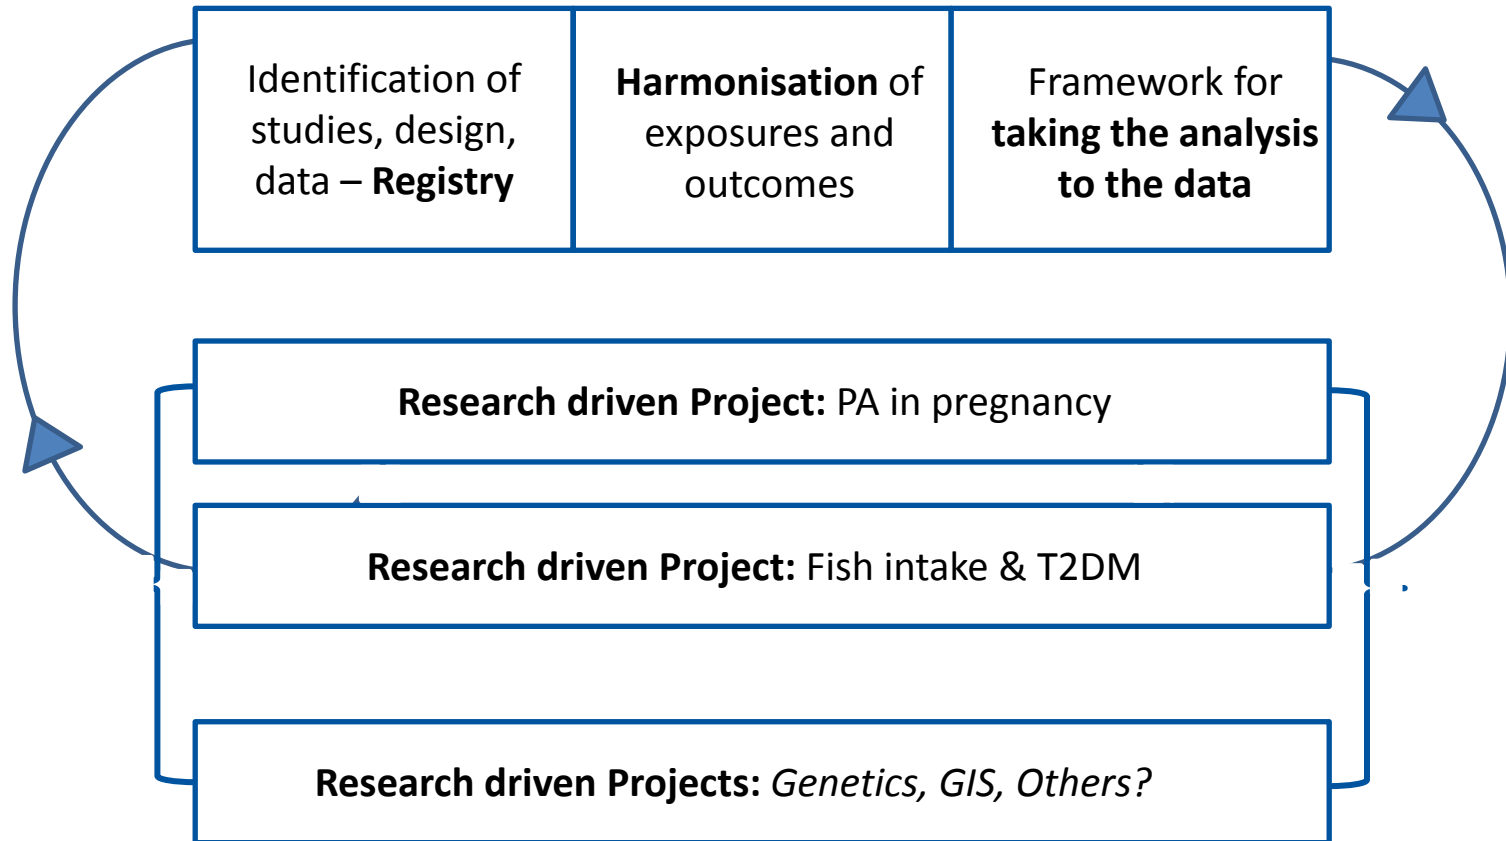 Identification of
studies, design,
data – Registry
Harmonisation of
exposures and
outcomes
Framework for
taking the analysis
to the data
Research driven Project: PA in pregnancy
Research driven Project: Fish intake & T2DM
Research driven Projects: Genetics, GIS, Others?